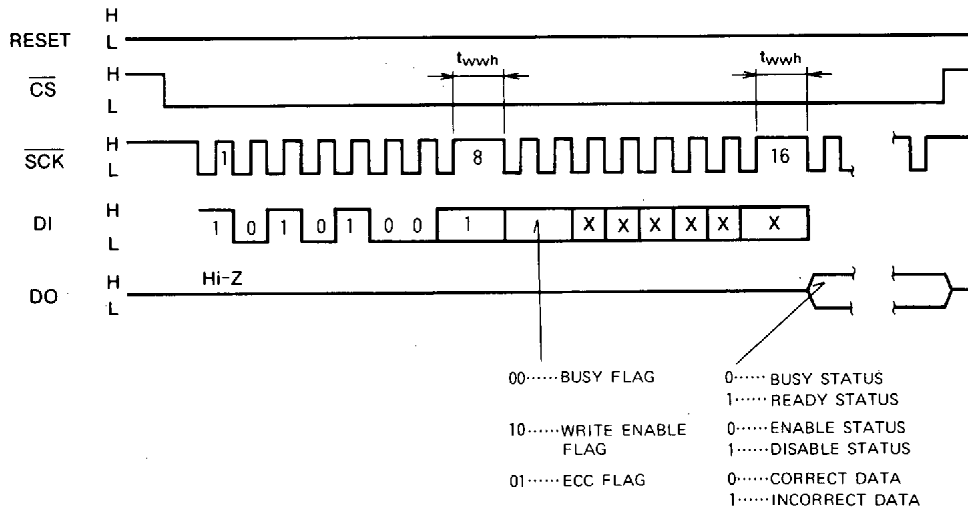 H
RESET L
twwh twwh
H
CS
L
H
SCK 1 8 16
L
H
DI 1 0 1 0 1 0 0 1 X X X X X X
L
Hi-Z
H
DO
L
00······BUSY FLAG 0······BUSY STATUS
1······READY STATUS
10······WRITE ENABLE 0······ENABLE STATUS
FLAG 1······DISABLE STATUS
01······ECC FLAG 0······CORRECT DATA
1······INCORRECT DATA